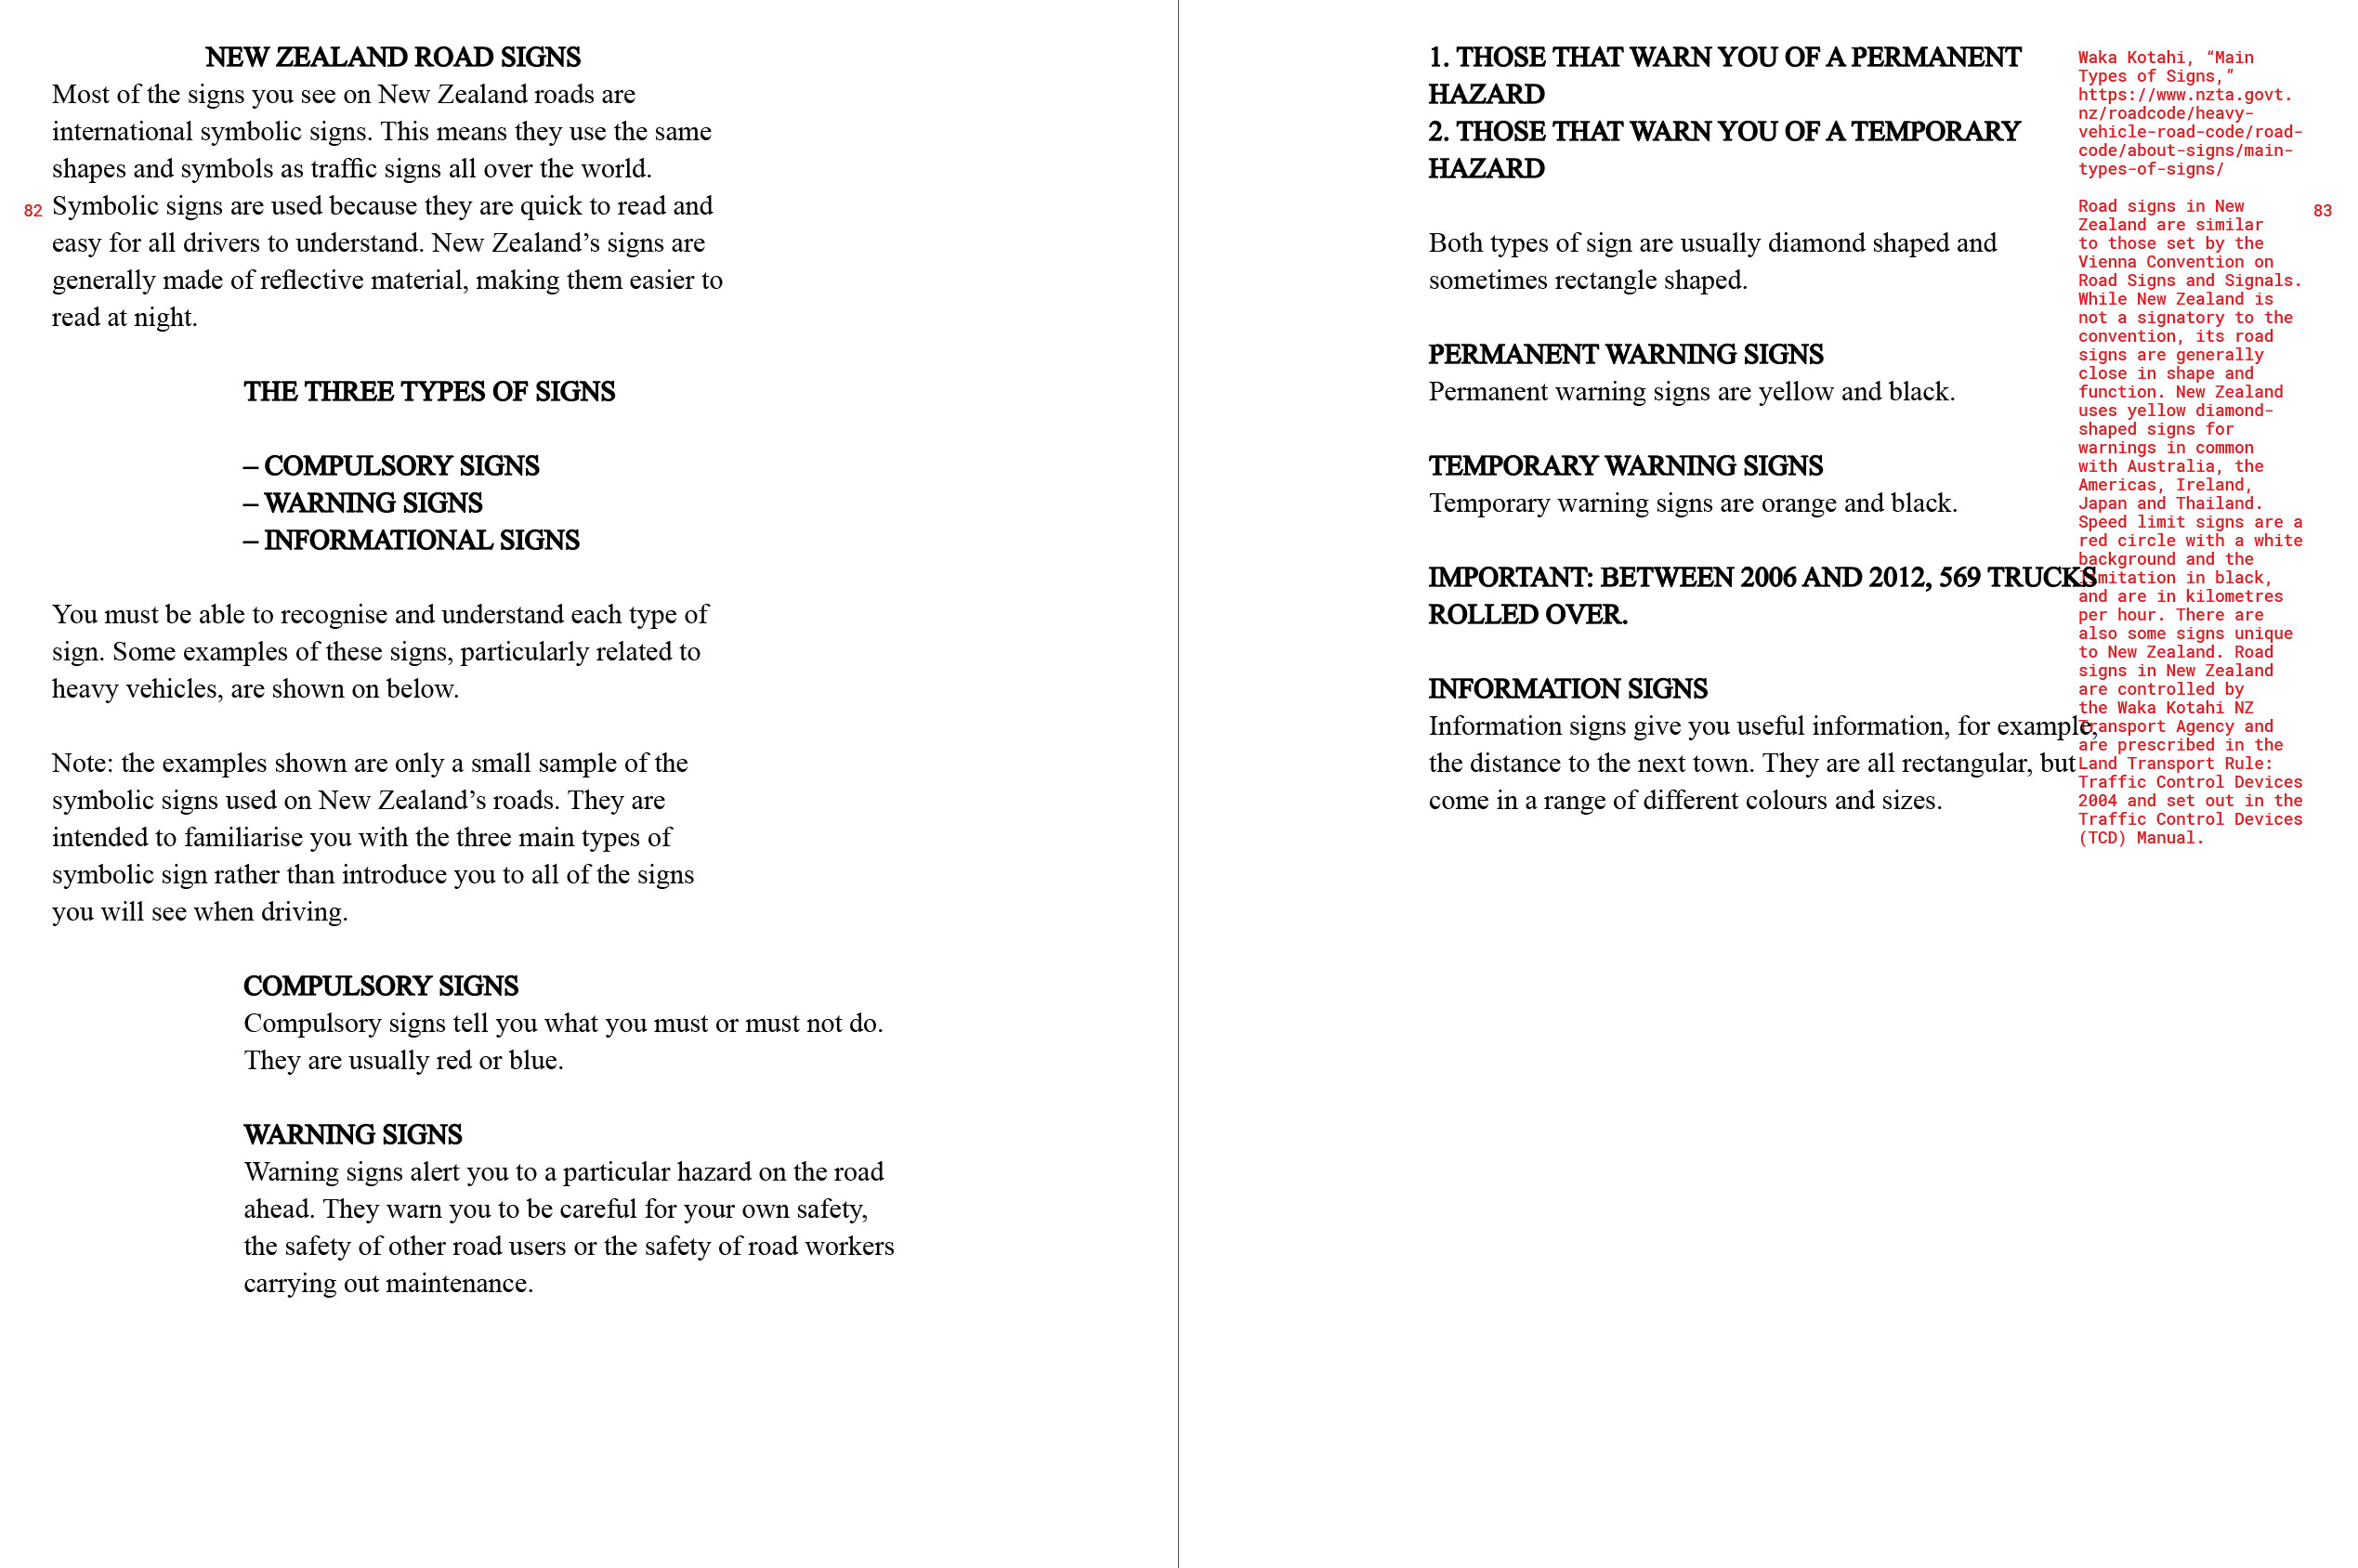 NEW ZEALAND ROAD SIGNS
Most of the signs you see on New Zealand roads are
international symbolic signs. This means they use the same
shapes and symbols as traffic signs all over the world.
82
Symbolic signs are used because they are quick to read and
easy for all drivers to understand. New Zealand’s signs are
generally made of reflective material, making them easier to
read at night.
THE THREE TYPES OF SIGNS
– COMPULSORY SIGNS
– WARNING SIGNS
– INFORMATIONAL SIGNS
You must be able to recognise and understand each type of
sign. Some examples of these signs, particularly related to
heavy vehicles, are shown on below.
Note: the examples shown are only a small sample of the
symbolic signs used on New Zealand’s roads. They are
intended to familiarise you with the three main types of
symbolic sign rather than introduce you to all of the signs
you will see when driving.
COMPULSORY SIGNS
Compulsory signs tell you what you must or must not do.
They are usually red or blue.
WARNING SIGNS
Warning signs alert you to a particular hazard on the road
ahead. They warn you to be careful for your own safety,
the safety of other road users or the safety of road workers
carrying out maintenance.
1. THOSE THAT WARN YOU OF A PERMANENT
HAZARD
2. THOSE THAT WARN YOU OF A TEMPORARY
HAZARD
Both types of sign are usually diamond shaped and
sometimes rectangle shaped.
PERMANENT WARNING SIGNS
Permanent warning signs are yellow and black.
TEMPORARY WARNING SIGNS
Temporary warning signs are orange and black.
IMPORTANT: BETWEEN 2006 AND 2012, 569 TRUCKS
ROLLED OVER.
INFORMATION SIGNS
Information signs give you useful information, for example,
the distance to the next town. They are all rectangular, but
come in a range of different colours and sizes.
Waka Kotahi, “Main
Types of Signs,”
https://www.nzta.govt.
nz/roadcode/heavy-
vehicle-road-code/road-
code/about-signs/main-
types-of-signs/
Road signs in New
Zealand are similar
to those set by the
Vienna Convention on
Road Signs and Signals.
While New Zealand is
not a signatory to the
convention, its road
signs are generally
close in shape and
function. New Zealand
uses yellow diamond-
shaped signs for
warnings in common
with Australia, the
Americas, Ireland,
Japan and Thailand.
Speed limit signs are a
red circle with a white
background and the
limitation in black,
and are in kilometres
per hour. There are
also some signs unique
to New Zealand. Road
signs in New Zealand
are controlled by
the Waka Kotahi NZ
Transport Agency and
are prescribed in the
Land Transport Rule:
Traffic Control Devices
2004 and set out in the
Traffic Control Devices
(TCD) Manual.
83